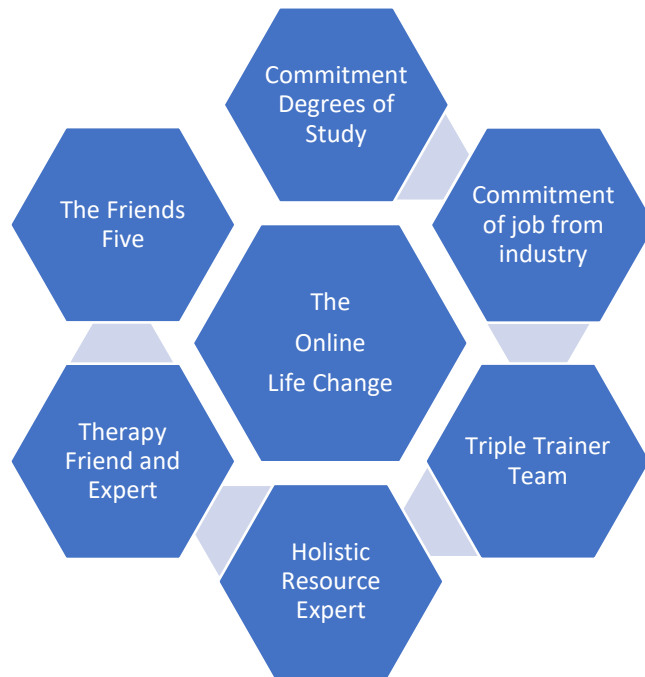 Commitment
Degrees of
Study
Commitment
of job from
industry
Triple Trainer
Team
Holistic
Resource
Expert
Therapy
Friend and
Expert
The Friends
Five
The
Online
Life Change